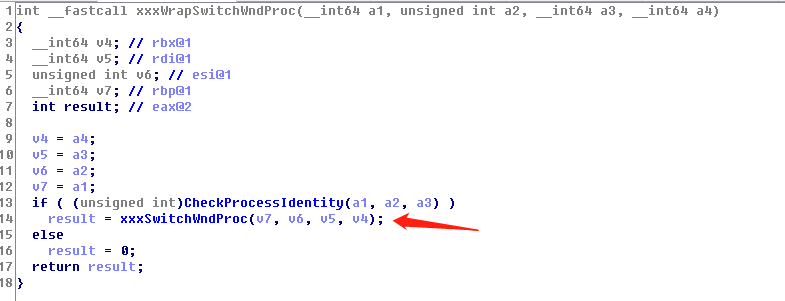 1 int __fastcall xxxWrapSwitchWndProc(__int64 a1, unsigned int a2, __int64 a3, __int64 a4)
2 {
3   __int64 v4; // rbx@1
4   __int64 v5; // rdi@1
5   unsigned int v6; // esi@1
6   __int64 v7; // rbp@1
7   int result; // eax@2
8
9   v4 = a4;
10   v5 = a3;
11   v6 = a2;
12   v7 = a1;
13   if ( (unsigned int)CheckProcessIdentity(a1, a2, a3) )
14     result = xxxSwitchWndProc(v7, v6, v5, v4);
15   else
16     result = 0;
17   return result;
18 }